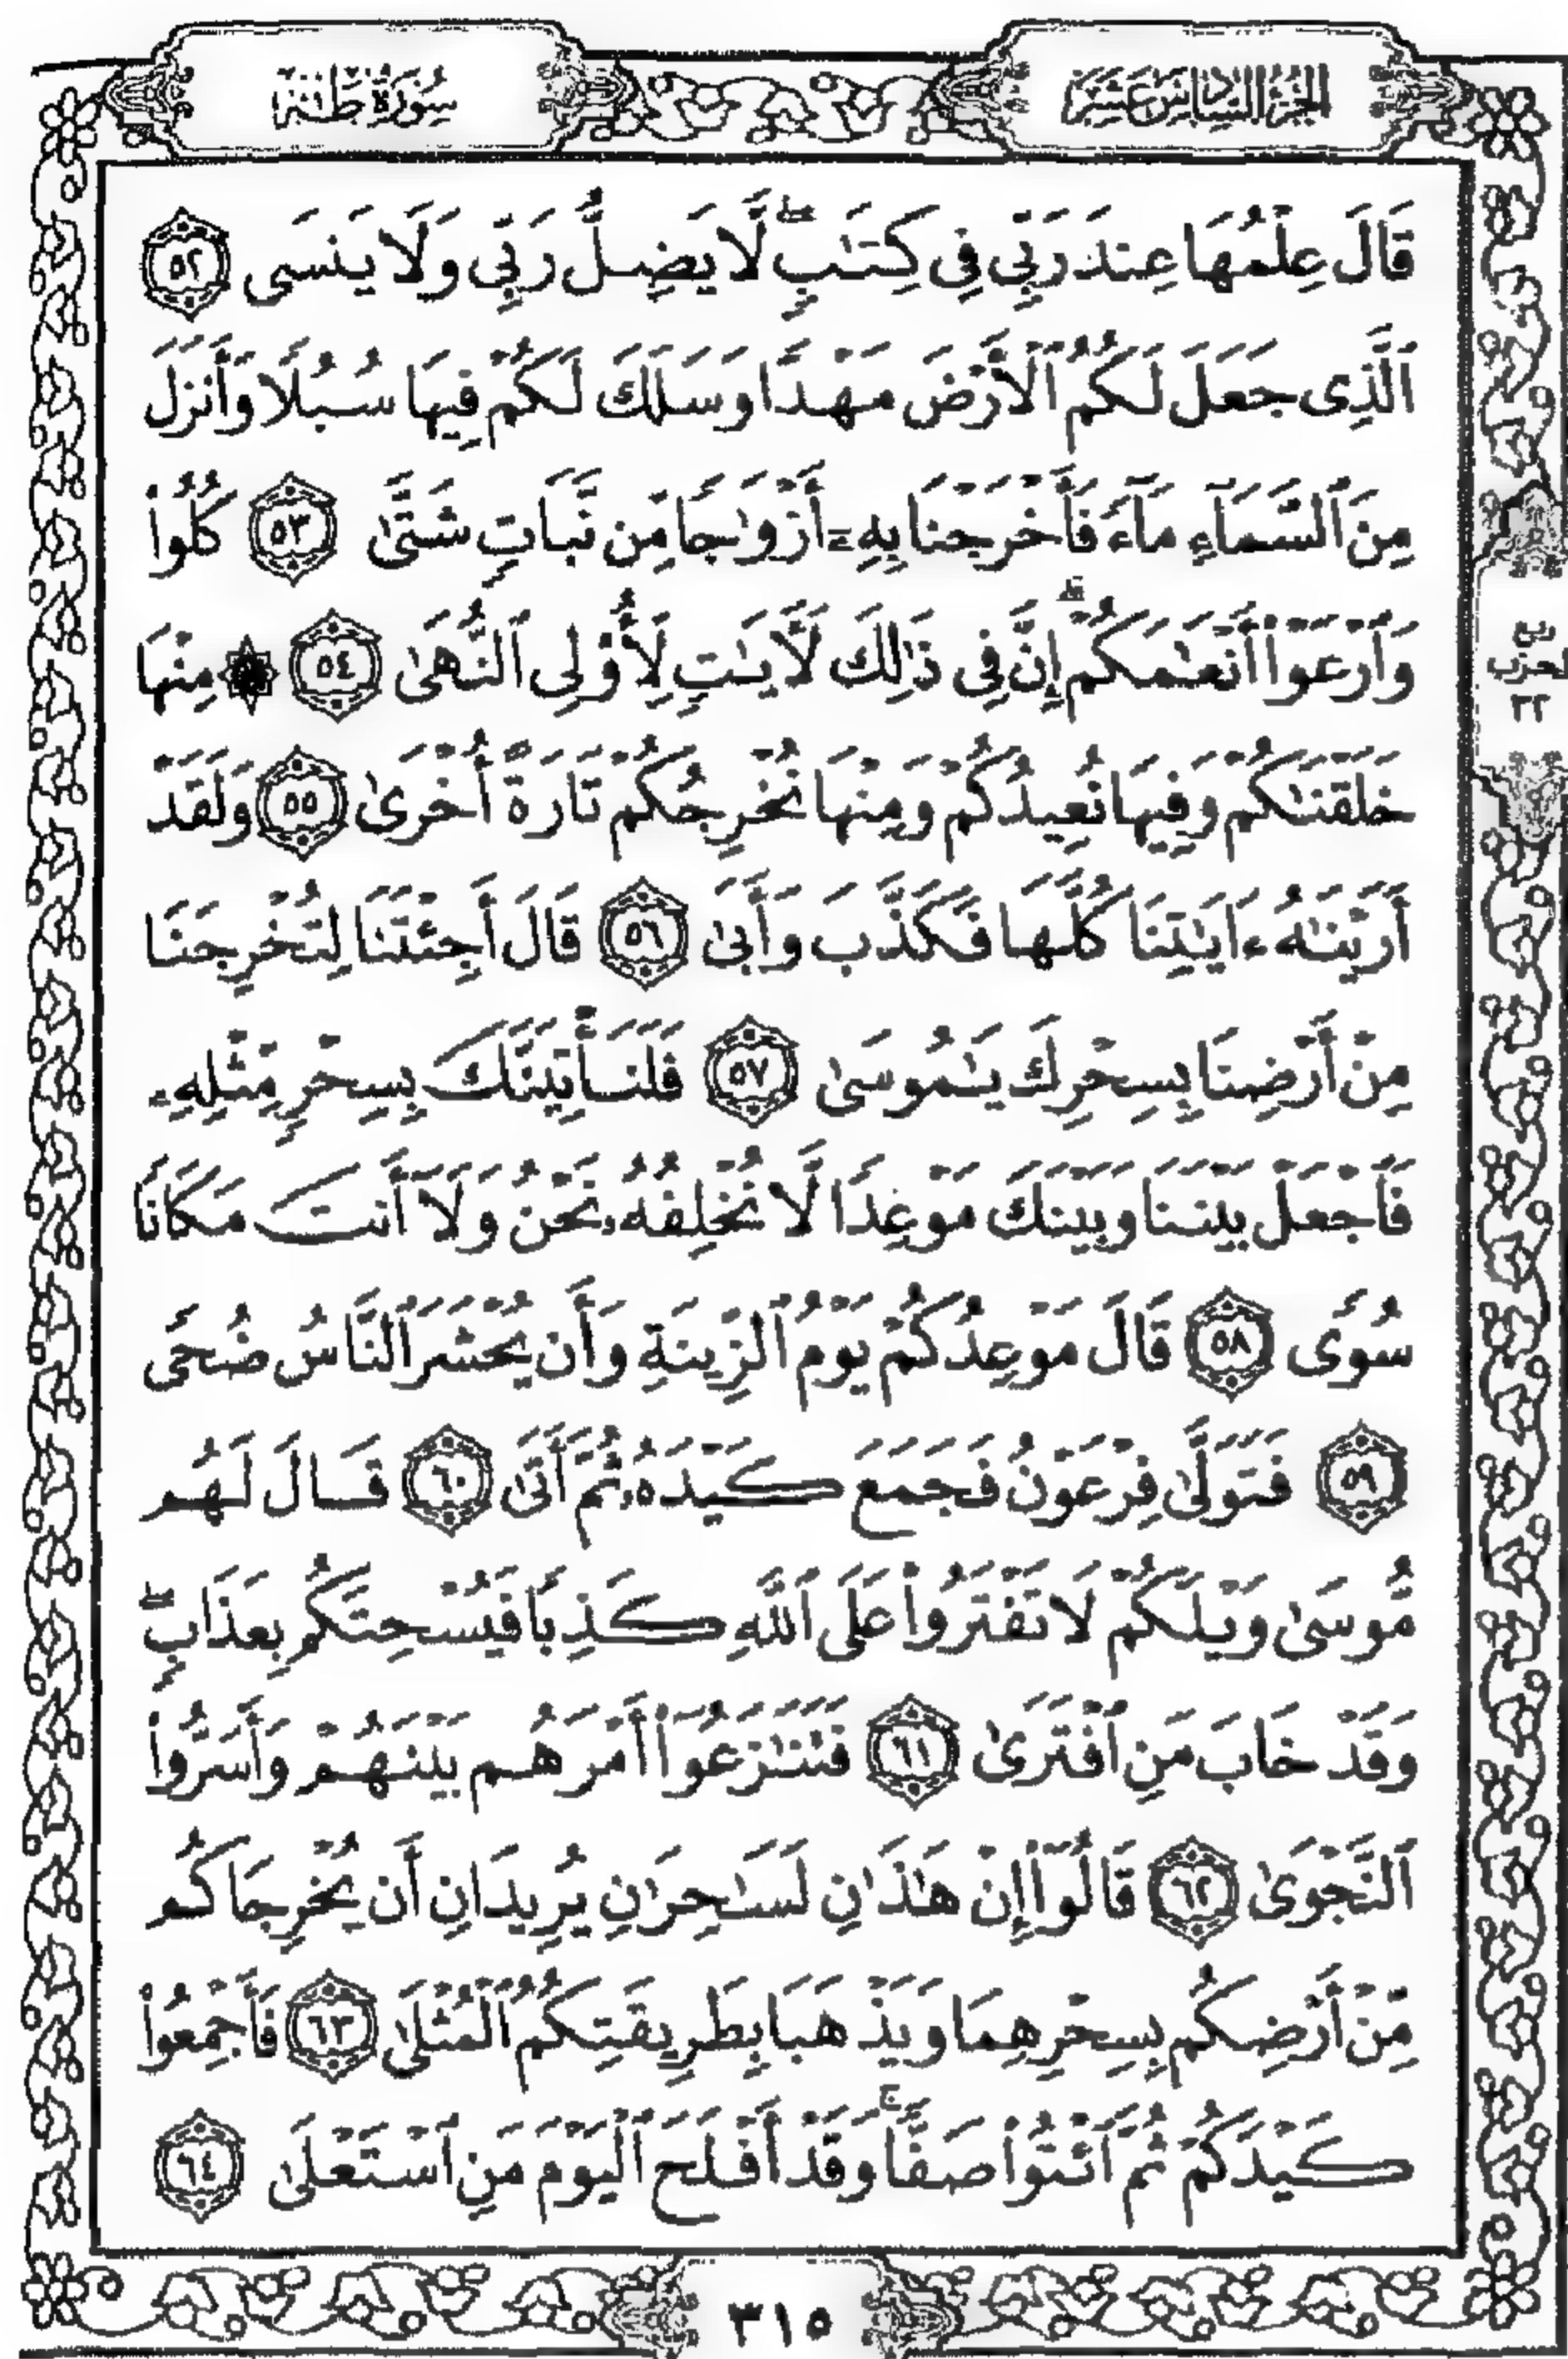 الجزء السادس عشر
سورة طه
قَالَ عِلْمُهَا عِندَ رَبِّى فِى كِتَٰبٍۖ لَّا يَضِلُّ رَبِّى وَلَا يَنسَى ٥٢
ٱلَّذِى جَعَلَ لَكُمُ ٱلْأَرْضَ مَهْدًا وَسَلَكَ لَكُمْ فِيهَا سُبُلًا وَأَنزَلَ
مِنَ ٱلسَّمَآءِ مَآءً فَأَخْرَجْنَا بِهِۦٓ أَزْوَٰجًا مِّن نَّبَاتٍ شَتَّىٰ ٥٣ كُلُوا۟
وَٱرْعَوْا۟ أَنْعَٰمَكُمْۗ إِنَّ فِى ذَٰلِكَ لَءَايَٰتٍ لِّأُو۟لِى ٱلنُّهَىٰ ٥٤ ۞ مِنْهَا
خَلَقْنَٰكُمْ وَفِيهَا نُعِيدُكُمْ وَمِنْهَا نُخْرِجُكُمْ تَارَةً أُخْرَىٰ ٥٥ وَلَقَدْ
أَرَيْنَٰهُ ءَايَٰتِنَا كُلَّهَا فَكَذَّبَ وَأَبَىٰ ٥٦ قَالَ أَجِئْتَنَا لِتُخْرِجَنَا
مِنْ أَرْضِنَا بِسِحْرِكَ يَٰمُوسَىٰ ٥٧ فَلَنَأْتِيَنَّكَ بِسِحْرٍ مِّثْلِهِۦ
فَٱجْعَلْ بَيْنَنَا وَبَيْنَكَ مَوْعِدًا لَّا نُخْلِفُهُۥ نَحْنُ وَلَآ أَنتَ مَكَانًا
سُوًى ٥٨ قَالَ مَوْعِدُكُمْ يَوْمُ ٱلزِّينَةِ وَأَن يُحْشَرَ ٱلنَّاسُ ضُحًى
٥٩ فَتَوَلَّىٰ فِرْعَوْنُ فَجَمَعَ كَيْدَهُۥ ثُمَّ أَتَىٰ ٦٠ قَالَ لَهُم
مُّوسَىٰ وَيْلَكُمْ لَا تَفْتَرُوا۟ عَلَى ٱللَّهِ كَذِبًا فَيُسْحِتَكُم بِعَذَابٍۖ
وَقَدْ خَابَ مَنِ ٱفْتَرَىٰ ٦١ فَتَنَٰزَعُوٓا۟ أَمْرَهُم بَيْنَهُمْ وَأَسَرُّوا۟
ٱلنَّجْوَىٰ ٦٢ قَالُوٓا۟ إِنْ هَٰذَٰنِ لَسَٰحِرَٰنِ يُرِيدَانِ أَن يُخْرِجَاكُم
مِّنْ أَرْضِكُم بِسِحْرِهِمَا وَيَذْهَبَا بِطَرِيقَتِكُمُ ٱلْمُثْلَىٰ ٦٣ فَأَجْمِعُوا۟
كَيْدَكُمْ ثُمَّ ٱئْتُوا۟ صَفًّاۚ وَقَدْ أَفْلَحَ ٱلْيَوْمَ مَنِ ٱسْتَعْلَىٰ ٦٤
ربع
الحزب
٣٢
٣١٥